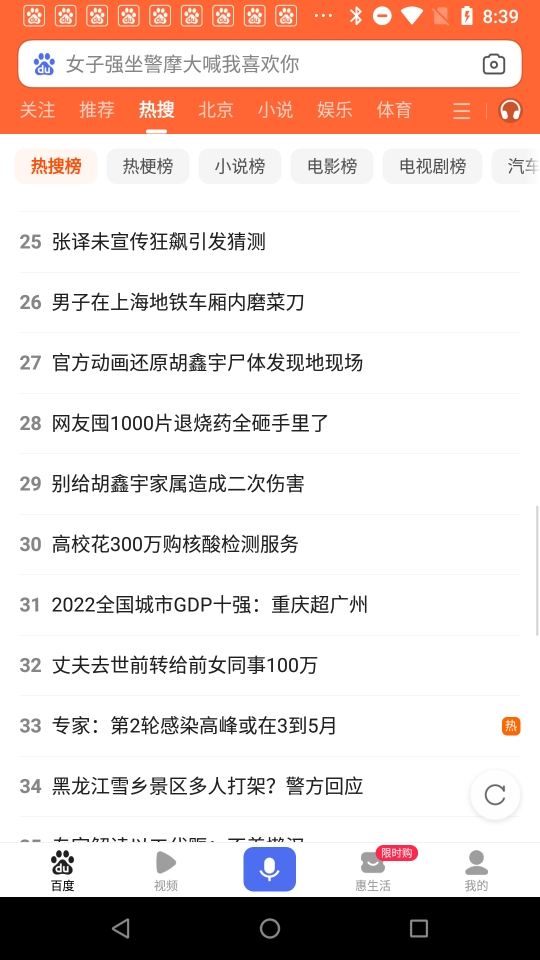 8:39
du 女子强坐警摩大喊我喜欢你
关注 推荐 热搜 北京 小说 娱乐 体育
热搜榜 热梗榜 小说榜 电影榜 电视剧榜 汽车
25 张译未宣传狂飙引发猜测
26 男子在上海地铁车厢内磨菜刀
27 官方动画还原胡鑫宇尸体发现地现场
28 网友囤1000片退烧药全砸手里了
29 别给胡鑫宇家属造成二次伤害
30 高校花300万购核酸检测服务
31 2022全国城市GDP十强：重庆超广州
32 丈夫去世前转给前女同事100万
33 专家：第2轮感染高峰或在3到5月 热
34 黑龙江雪乡景区多人打架？警方回应
限时购
百度 视频 惠生活 我的